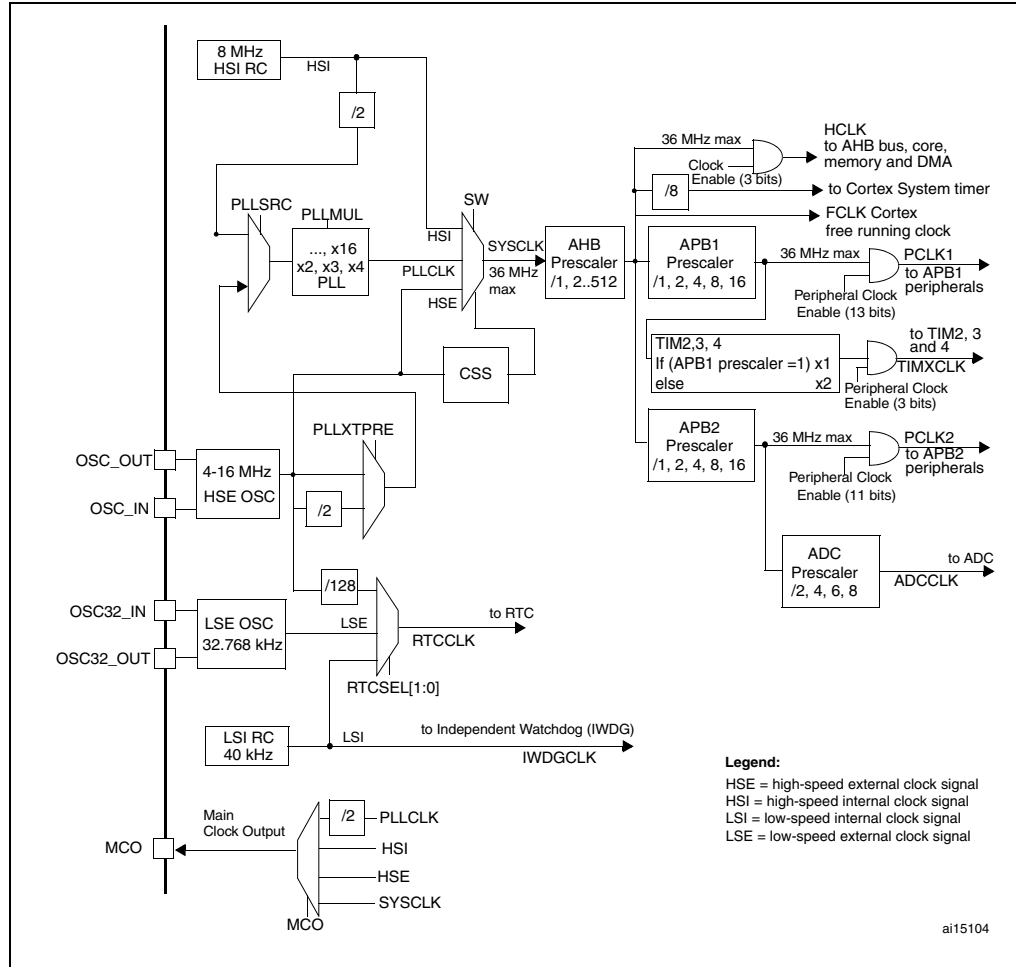 8 MHz
HSI RC
HSI
/2
36 MHz max
HCLK
to AHB bus, core,
memory and DMA
Clock
Enable (3 bits)
/8
to Cortex System timer
FCLK Cortex
free running clock
PLLSRC
PLLMUL
..., x16
x2, x3, x4
PLL
SW
HSI
PLLCLK
HSE
SYSCLK
36 MHz
max
AHB
Prescaler
/1, 2..512
APB1
Prescaler
/1, 2, 4, 8, 16
36 MHz max
PCLK1
to APB1
peripherals
Peripheral Clock
Enable (13 bits)
TIM2,3, 4
If (APB1 prescaler =1) x1
else x2
to TIM2, 3
and 4
TIMXCLK
Peripheral Clock
Enable (3 bits)
CSS
PLLXTPRE
OSC_OUT
OSC_IN
4-16 MHz
HSE OSC
/2
APB2
Prescaler
/1, 2, 4, 8, 16
36 MHz max
PCLK2
to APB2
peripherals
Peripheral Clock
Enable (11 bits)
ADC
Prescaler
/2, 4, 6, 8
to ADC
ADCCLK
/128
OSC32_IN
OSC32_OUT
LSE OSC
32.768 kHz
LSE
to RTC
RTCCLK
RTCSEL[1:0]
LSI RC
40 kHz
LSI
to Independent Watchdog (IWDG)
IWDGCLK
Legend:
HSE = high-speed external clock signal
HSI = high-speed internal clock signal
LSI = low-speed internal clock signal
LSE = low-speed external clock signal
Main
Clock Output
MCO
/2
PLLCLK
HSI
HSE
SYSCLK
MCO
ai15104